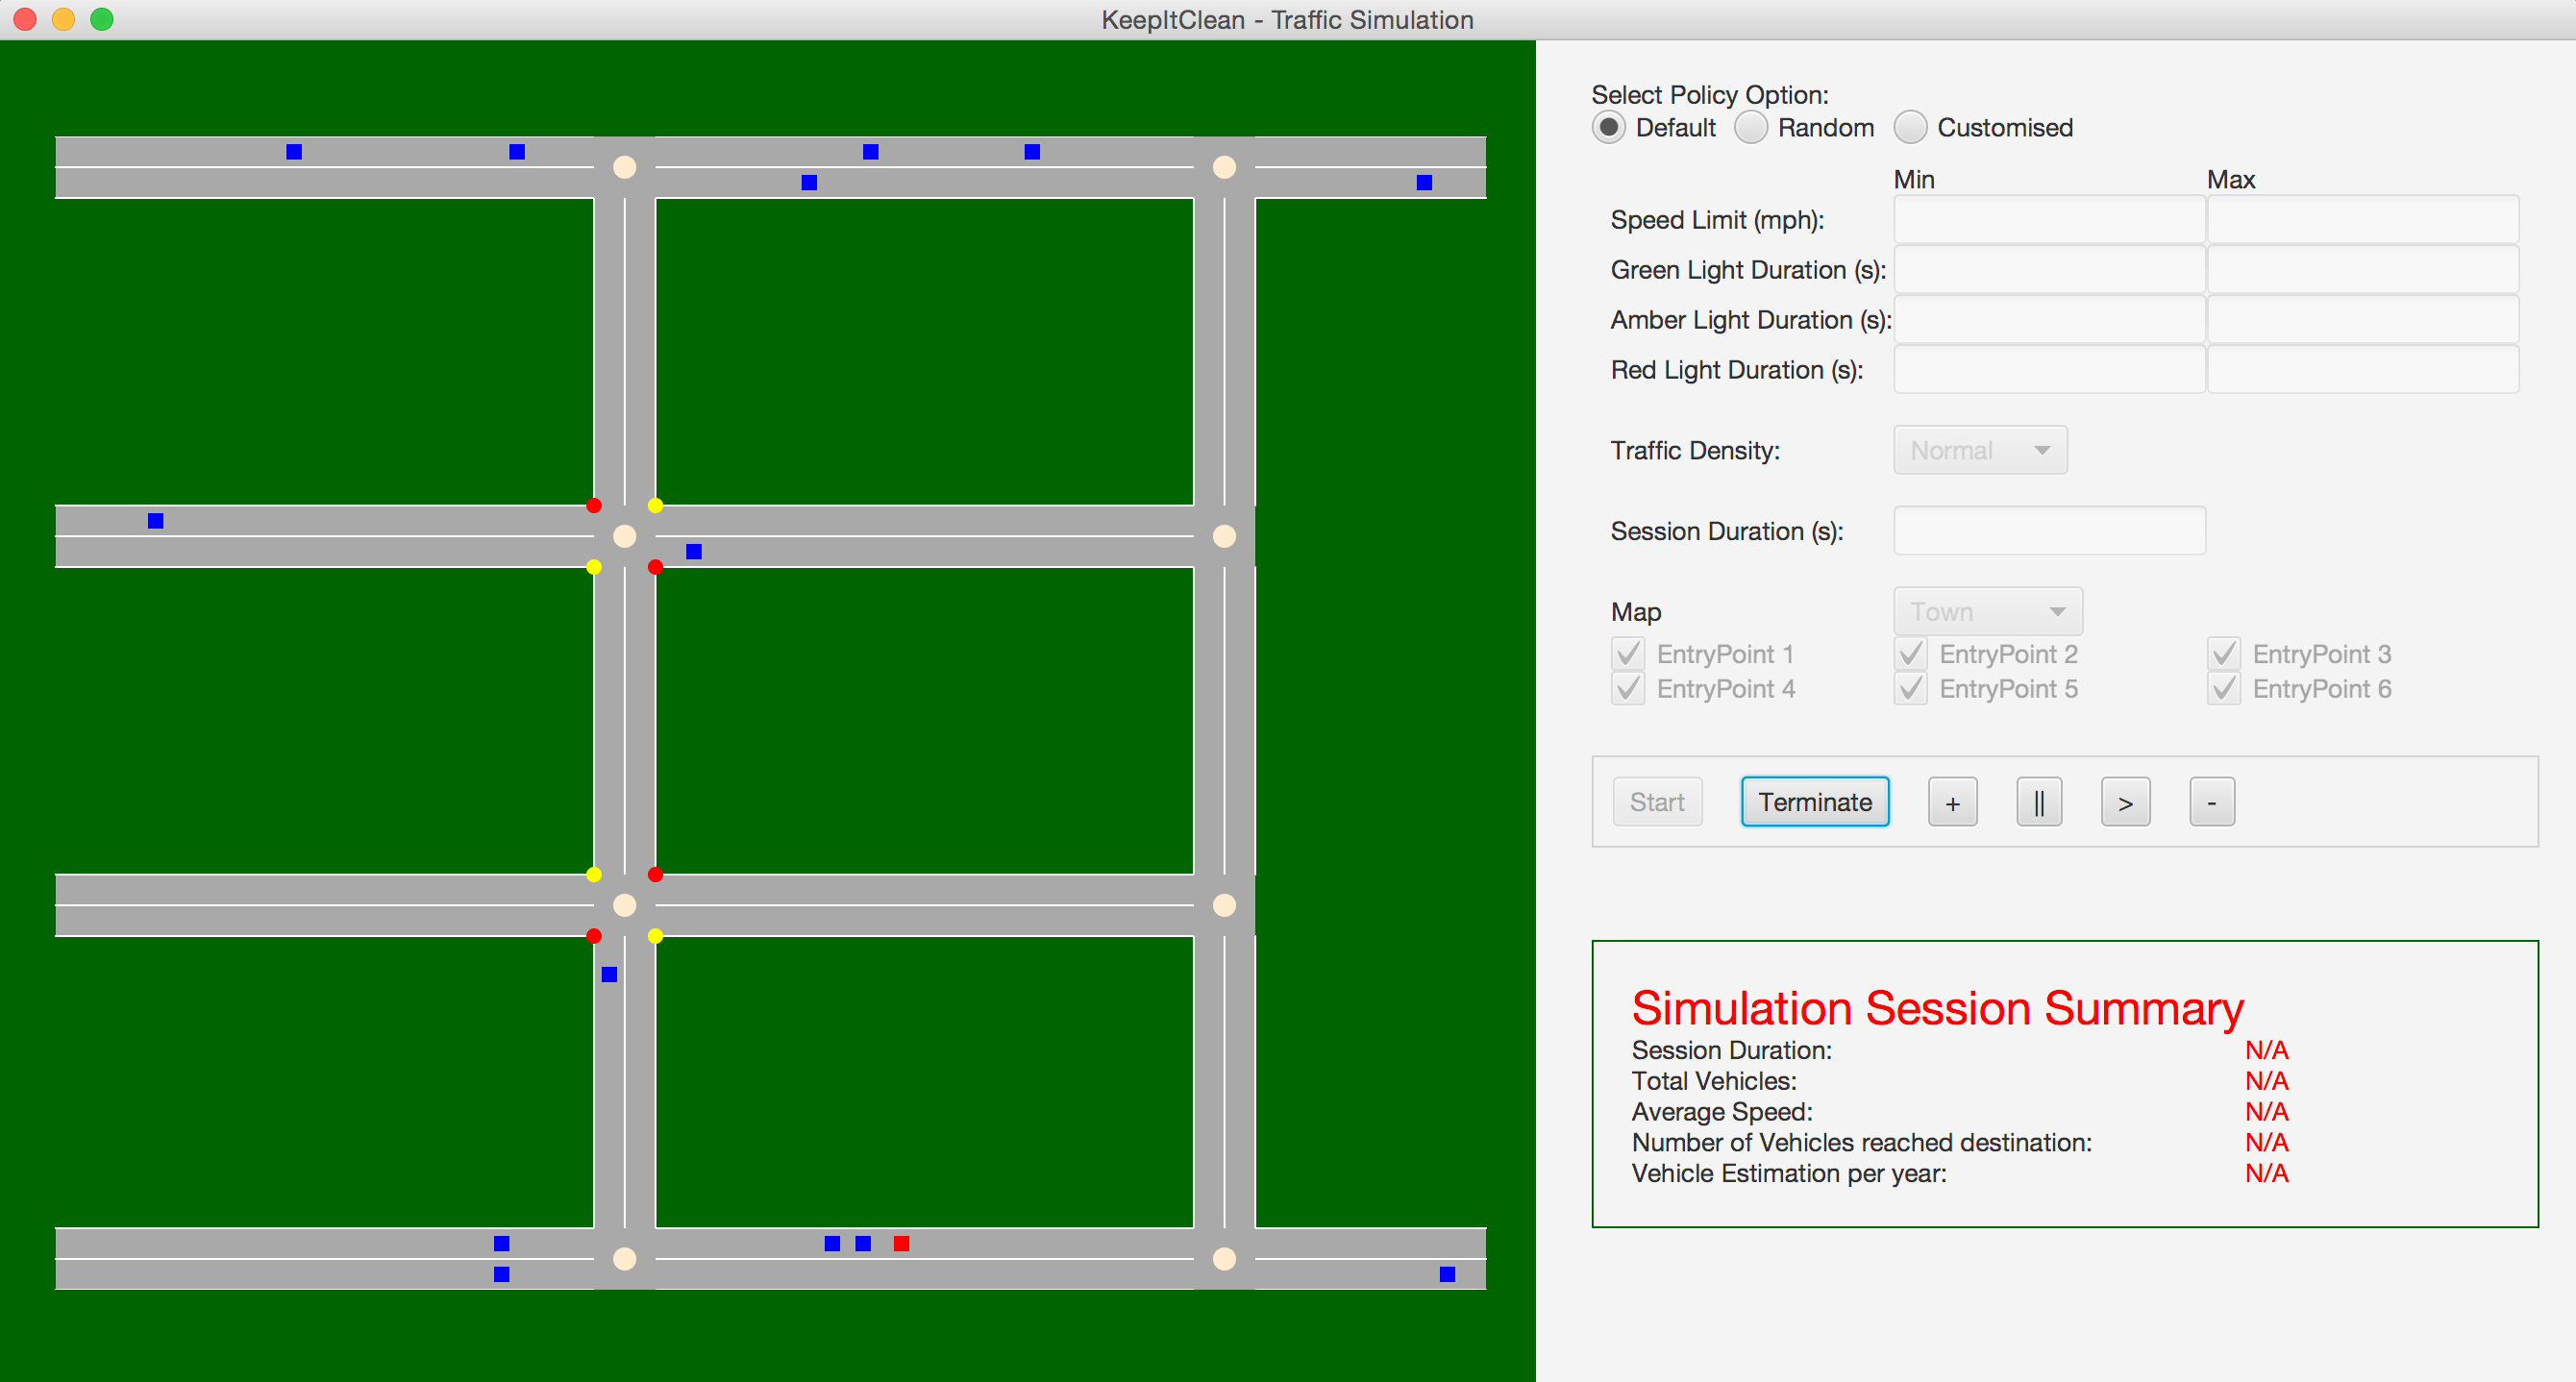 KeepItClean - Traffic Simulation
Select Policy Option:
Default Random Customised
Min Max
Speed Limit (mph):
Green Light Duration (s):
Amber Light Duration (s):
Red Light Duration (s):
Traffic Density: Normal
Session Duration (s):
Map Town
EntryPoint 1 EntryPoint 2 EntryPoint 3
EntryPoint 4 EntryPoint 5 EntryPoint 6
Start Terminate + || > -
Simulation Session Summary
Session Duration: N/A
Total Vehicles: N/A
Average Speed: N/A
Number of Vehicles reached destination: N/A
Vehicle Estimation per year: N/A